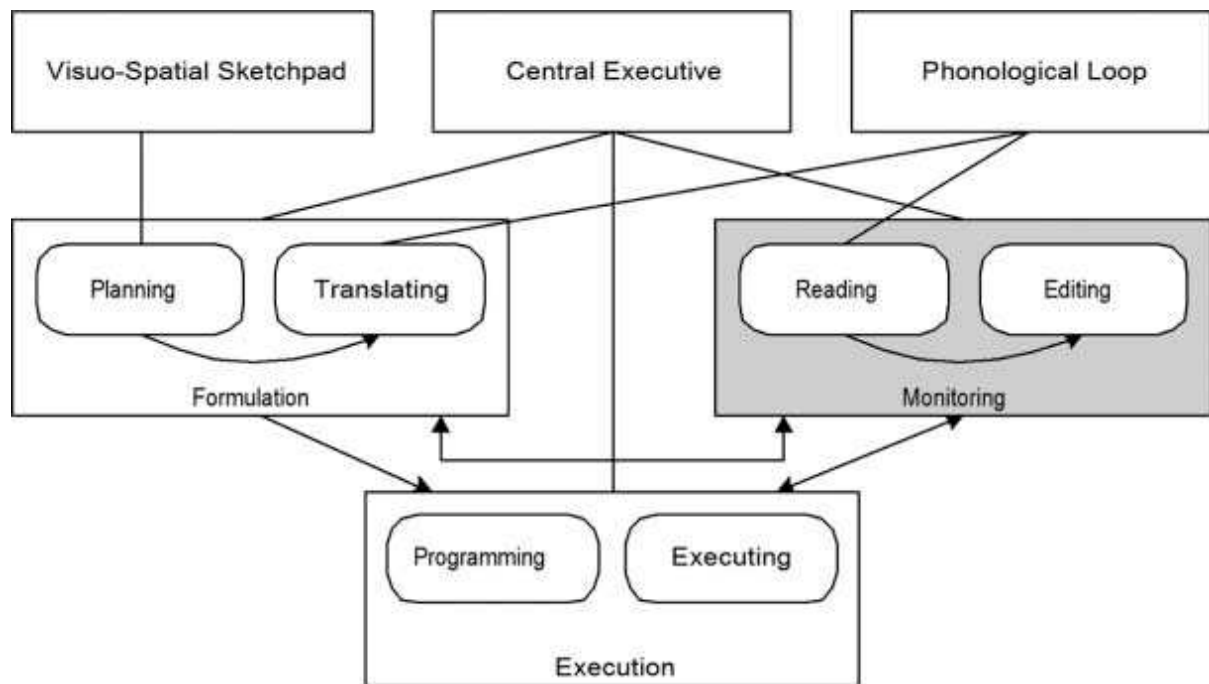 Visuo-Spatial Sketchpad
Central Executive
Phonological Loop
Planning
Translating
Formulation
Reading
Editing
Monitoring
Programming
Executing
Execution